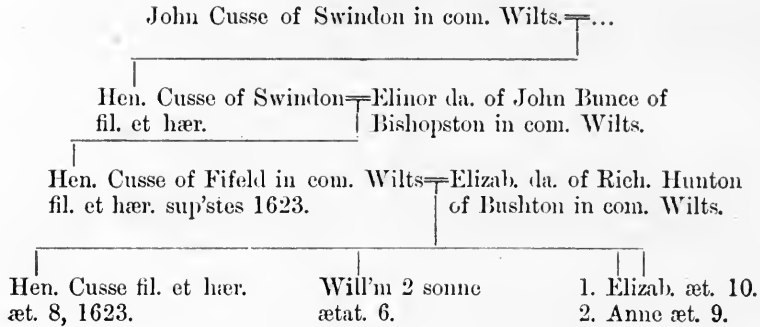 John Cusse of Swindon in com. Wilts.=...
Hen. Cusse of Swindon=Elinor da. of John Bunce of
fil. et hær. Bishopston in com. Wilts.
Hen. Cusse of Fifeld in com. Wilts=Elizab. da. of Rich. Hunton
fil. et hær. sup'stes 1623. of Bushton in com. Wilts.
Hen. Cusse fil. et hær. Will'm 2 sonne 1. Elizab. æt. 10.
æt. 8, 1623. ætat. 6. 2. Anne æt. 9.